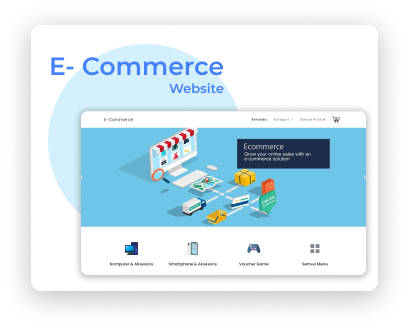 E- Commerce
Website
E-Commerce
Beranda Kategori Semua Produk
Ecommerce
Grow your online sales with an
e-commerce solution
Komputer & Aksesoris Smartphone & Aksesoris Voucher Game Semua Menu